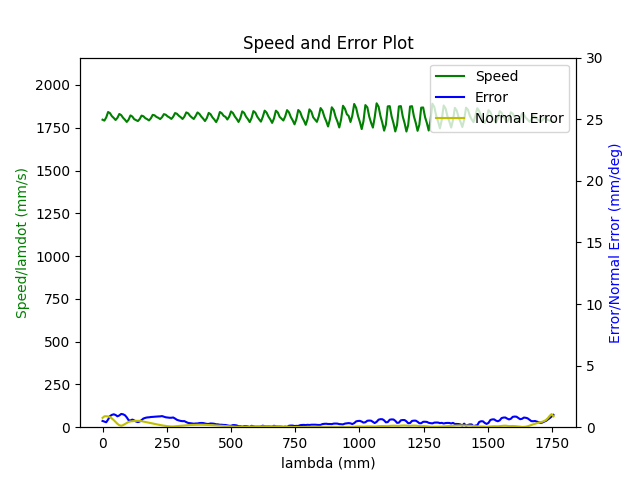 Speed and Error Plot
Speed
Error
Normal Error
2000
1750
1500
1250
1000
750
500
250
0
Speed/lamdot (mm/s)
30
25
20
15
10
5
0
Error/Normal Error (mm/deg)
0 250 500 750 1000 1250 1500 1750
lambda (mm)